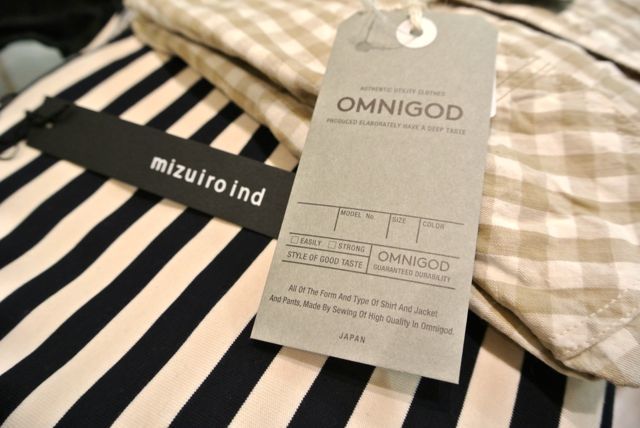 mizuiro ind
AUTHENTIC UTILITY CLOTHES
OMNIGOD
PRODUCED ELABORATELY HAVE A DEEP TASTE
MODEL No. SIZE COLOR
EASILY STRONG
STYLE OF GOOD TASTE
OMNIGOD
GUARANTEED DURABILITY
All Of The Form And Type Of Shirt And Jacket
And Pants, Made By Sewing Of High Quality In Omnigod.
JAPAN